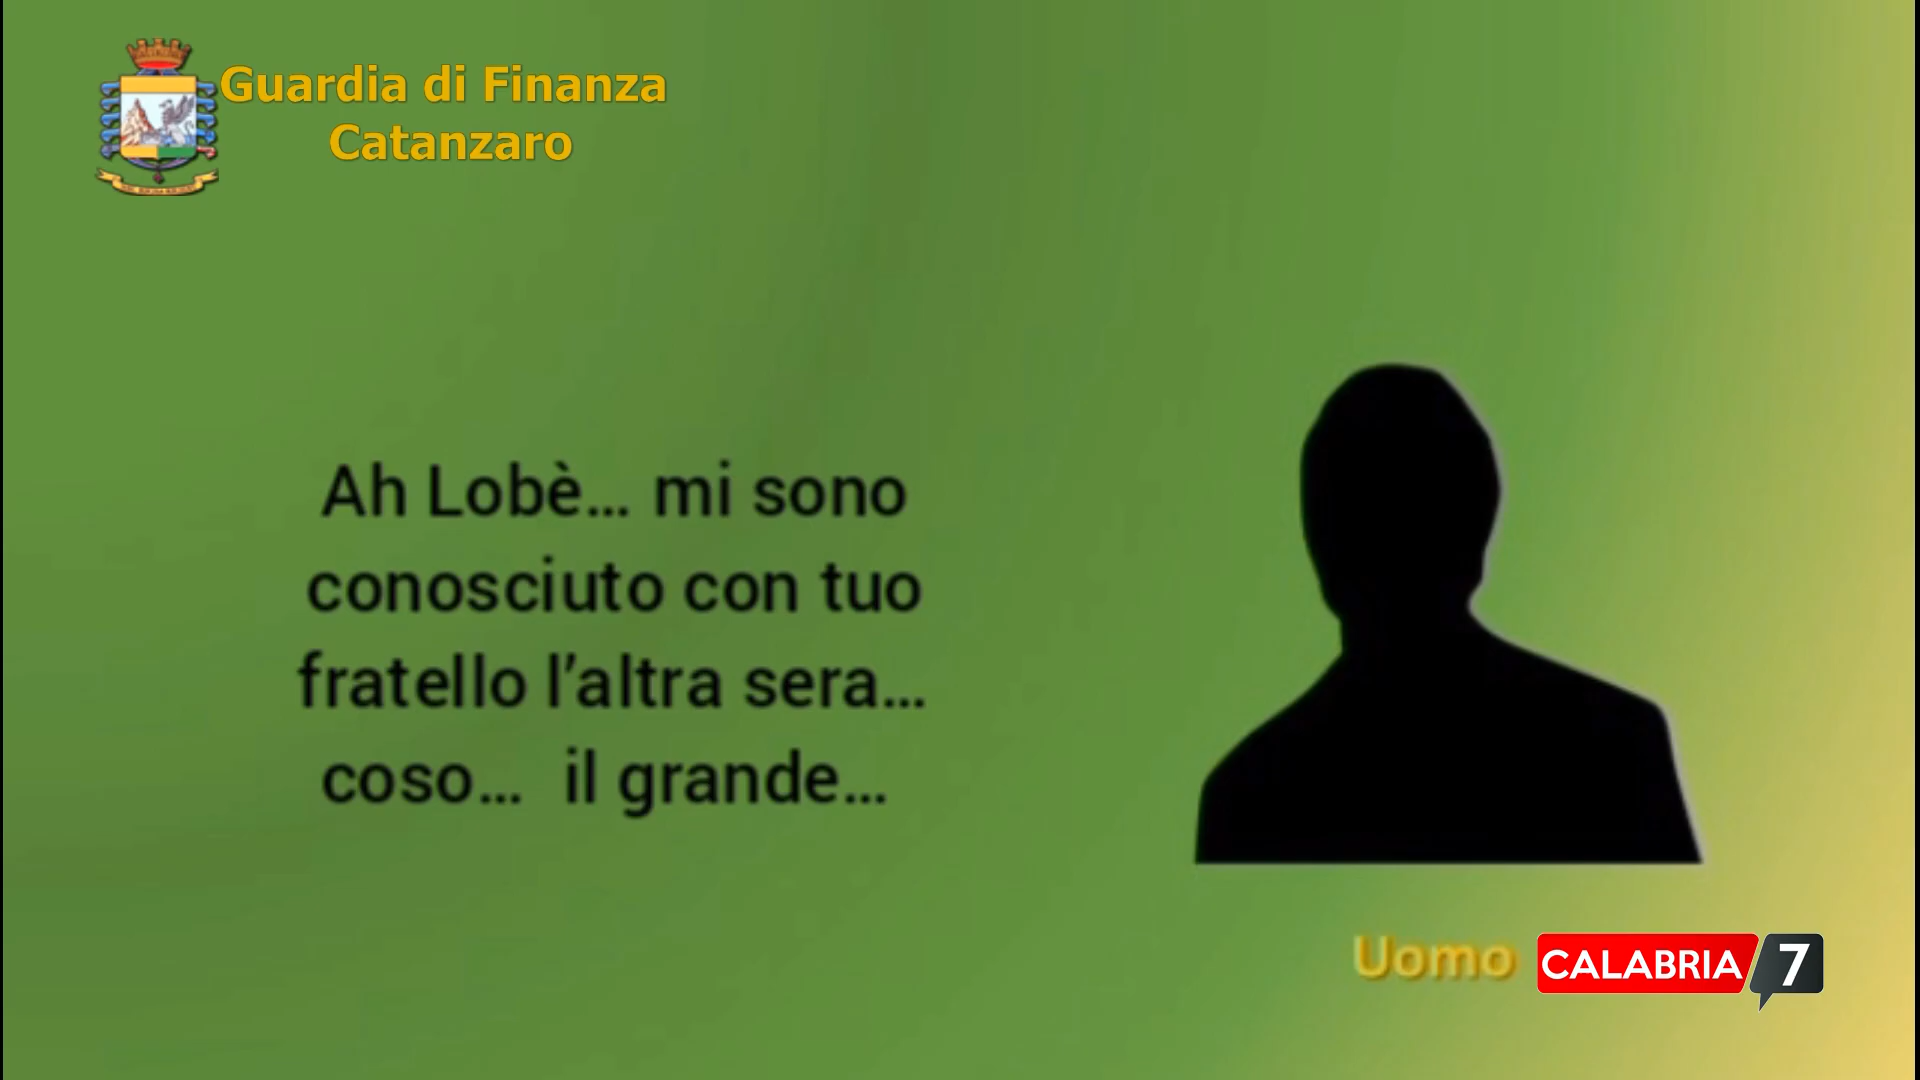 Guardia di Finanza
Catanzaro
Ah Lobè... mi sono
conosciuto con tuo
fratello l’altra sera...
coso...  il grande...
Uomo
CALABRIA 7